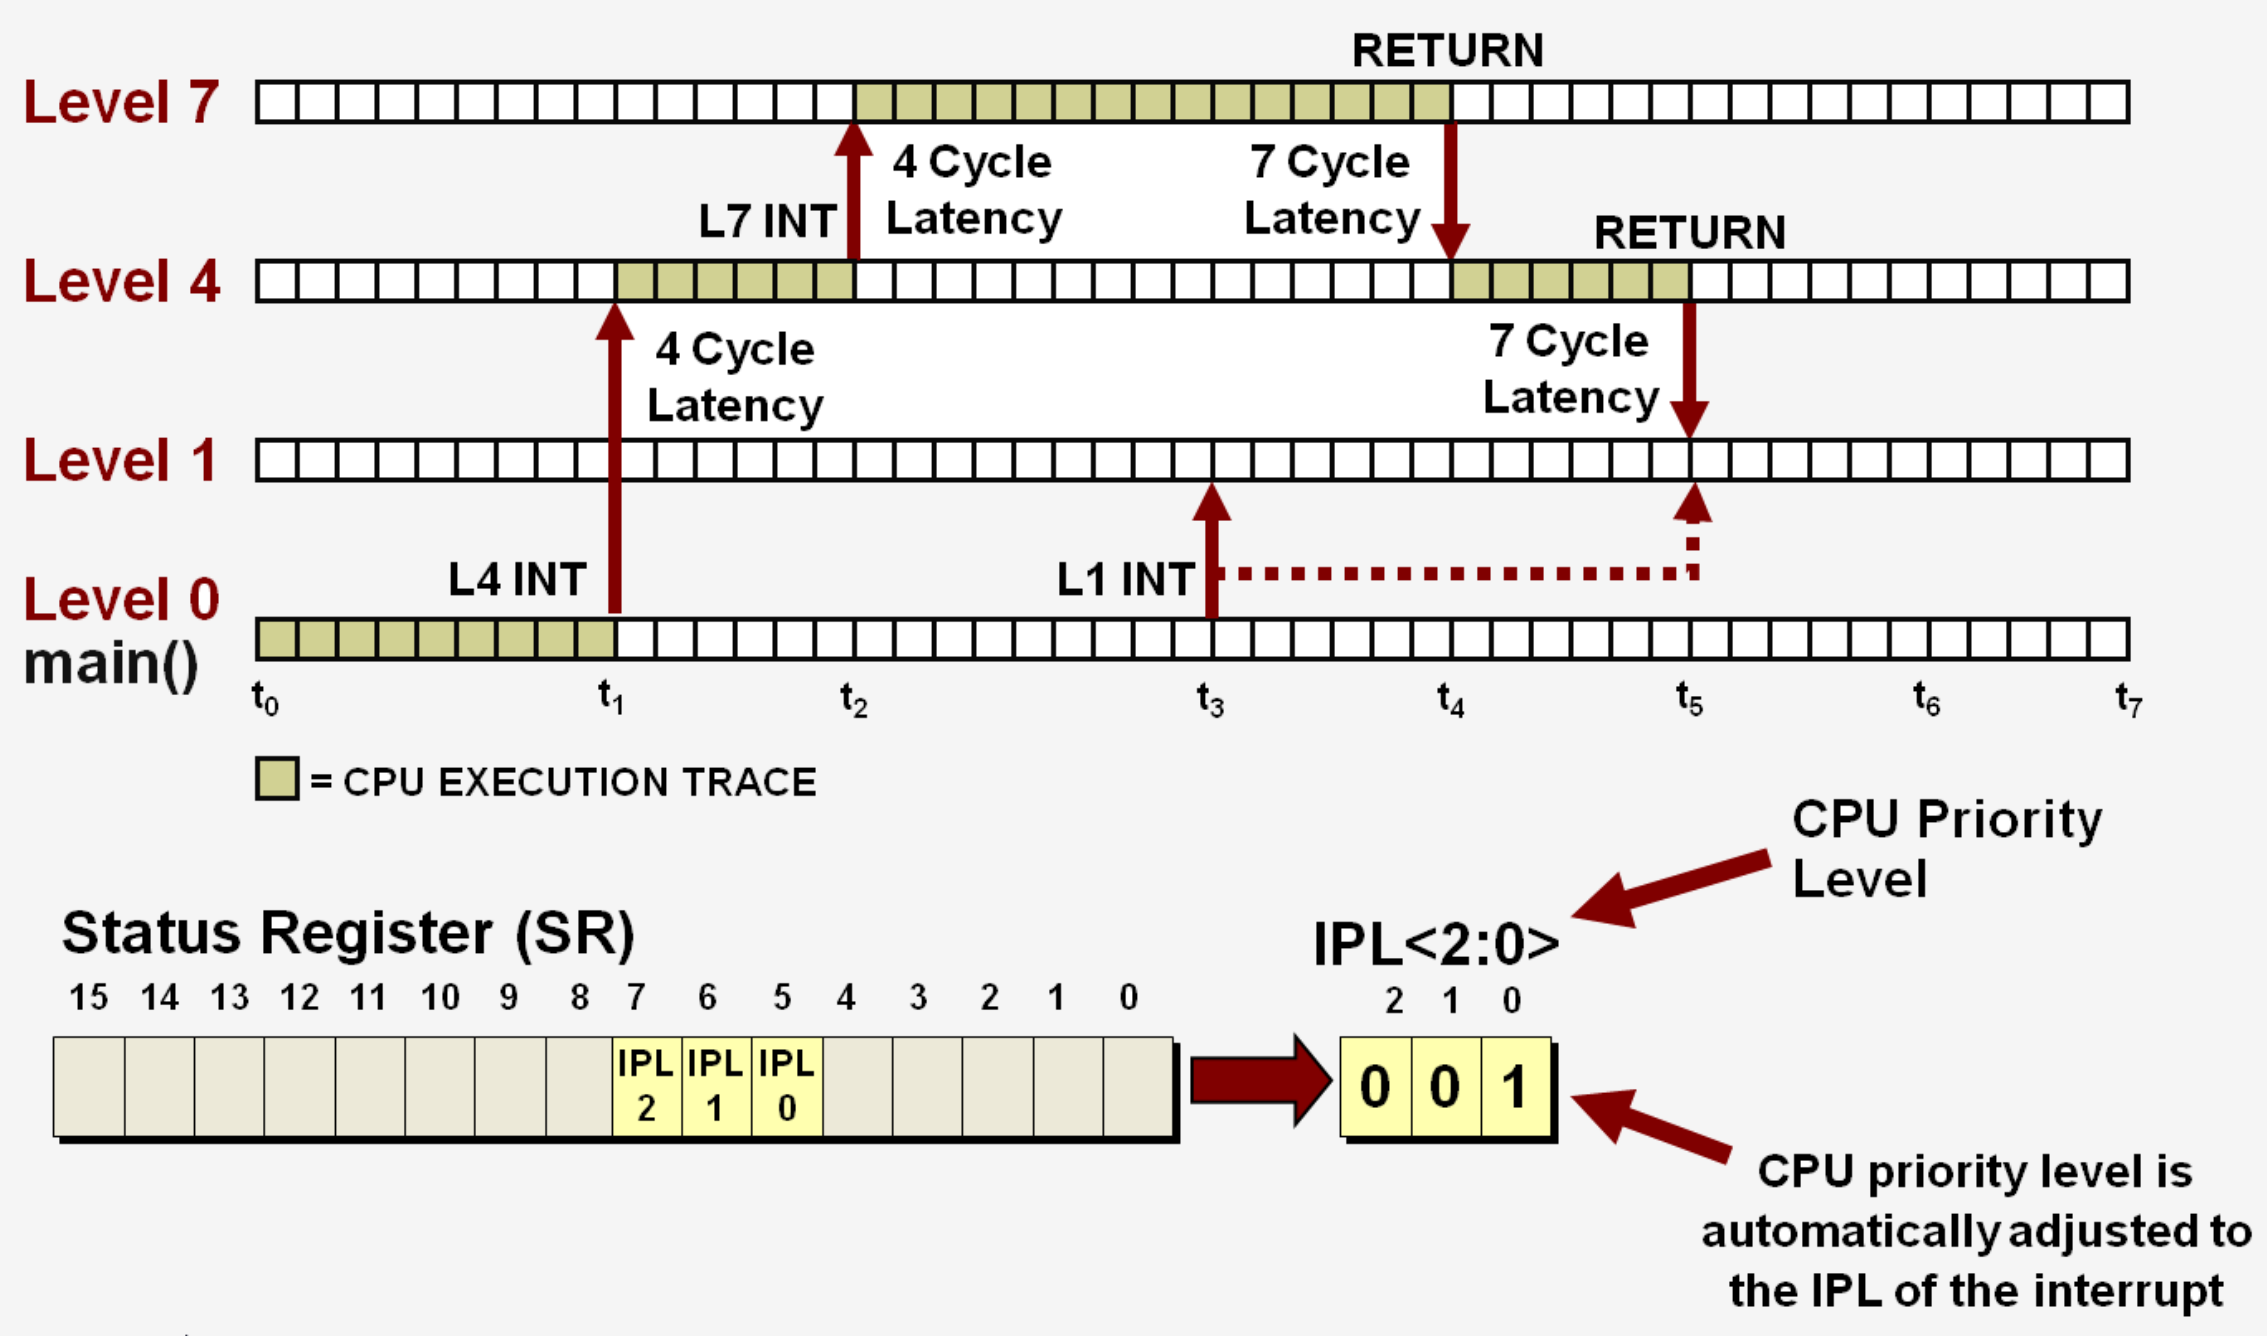 RETURN
Level 7
4 Cycle
Latency
7 Cycle
Latency
L7 INT
RETURN
Level 4
4 Cycle
Latency
7 Cycle
Latency
Level 1
L4 INT
L1 INT
Level 0
main()
t0 t1 t2 t3 t4 t5 t6 t7
= CPU EXECUTION TRACE
CPU Priority
Level
Status Register (SR)
IPL<2:0>
15 14 13 12 11 10 9 8 7 6 5 4 3 2 1 0
2 1 0
IPL IPL IPL
2 1 0
0 0 1
CPU priority level is
automatically adjusted to
the IPL of the interrupt